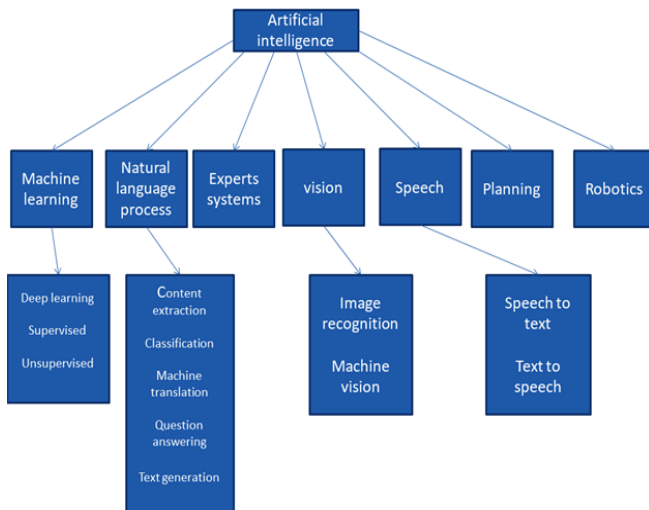 Artificial
intelligence
Machine
learning
Natural
language
process
Experts
systems
vision
Speech
Planning
Robotics
Deep learning
Supervised
Unsupervised
Content
extraction
Classification
Machine
translation
Question
answering
Text generation
Image
recognition
Machine
vision
Speech to
text
Text to
speech